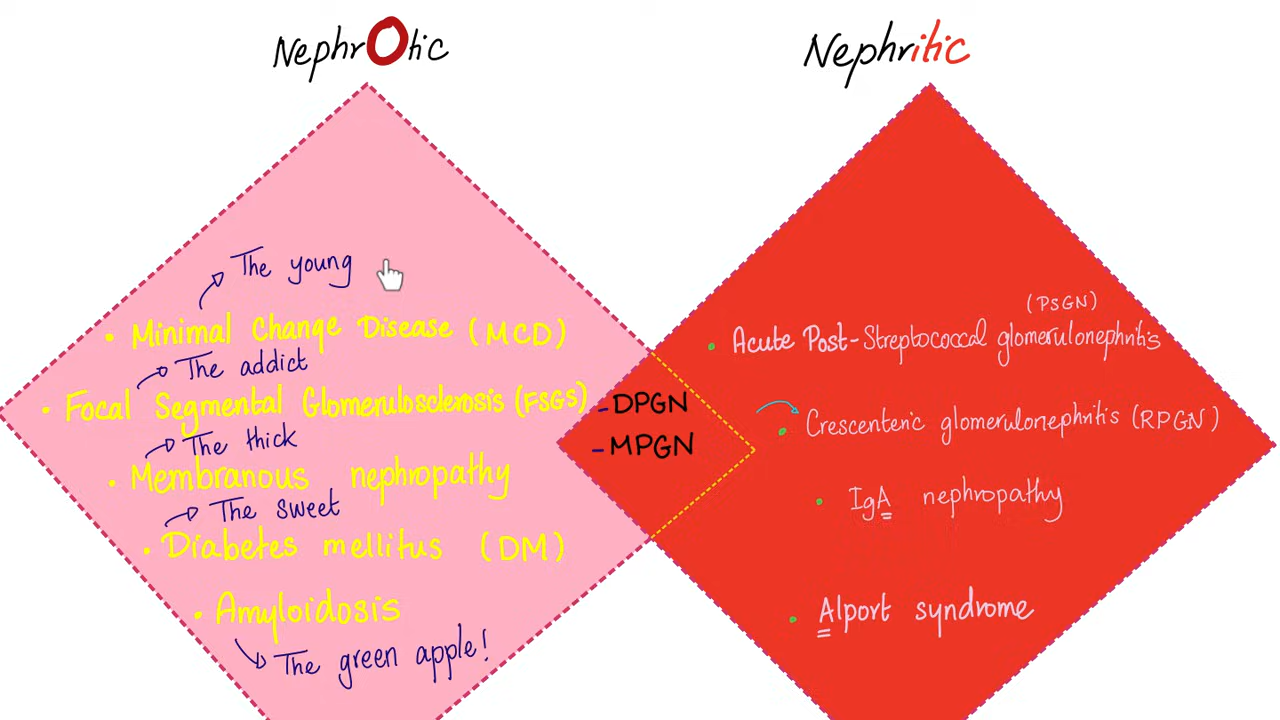 NephrOtic
The young
• Minimal Change Disease (MCD)
The addict
• Focal Segmental Glomerulosclerosis (FSGS)
The thick
• Membranous nephropathy
The sweet
• Diabetes mellitus (DM)
• Amyloidosis
The green apple!
- DPGN
- MPGN
Nephritic
(PSGN)
• Acute Post-Streptococcal glomerulonephritis
• Crescenteric glomerulonephritis (RPGN)
• IgA nephropathy
• Alport syndrome